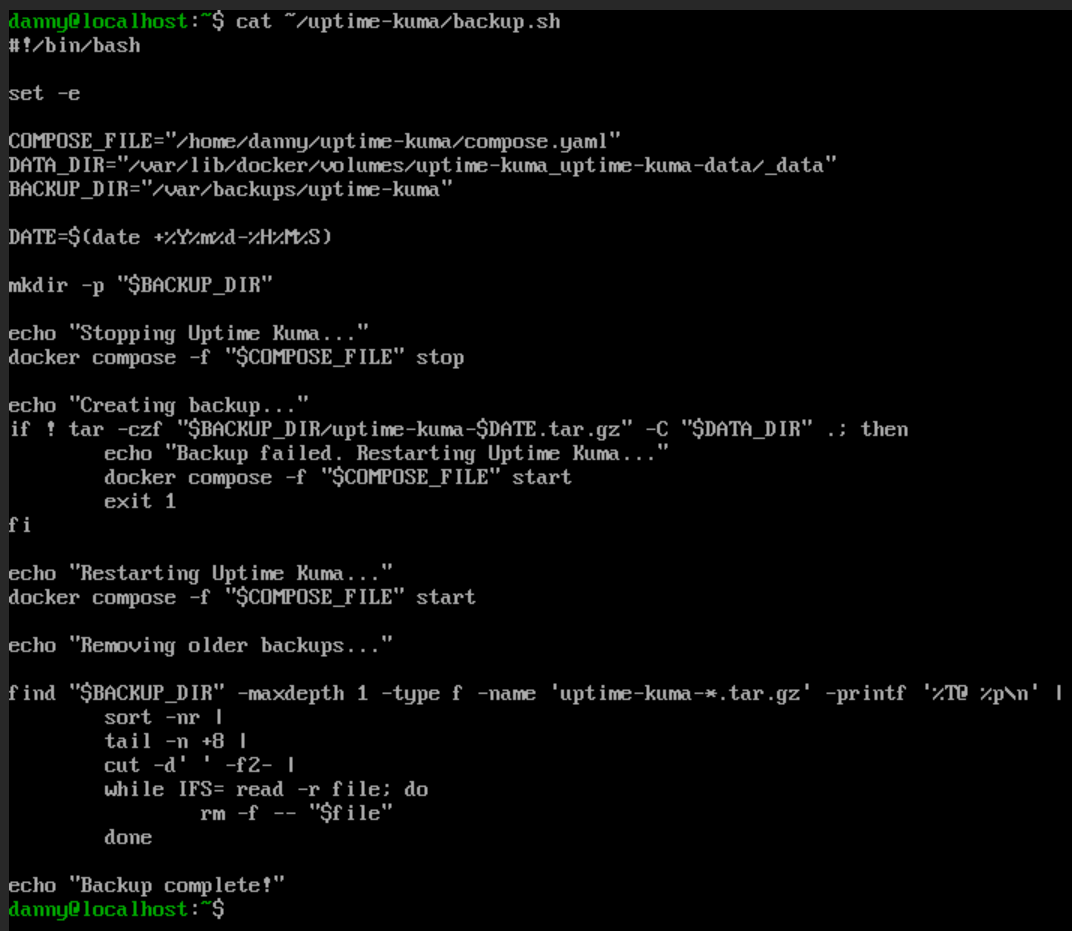 danny@localhost:~$ cat ~/uptime-kuma/backup.sh
#!/bin/bash

set -e

COMPOSE_FILE="/home/danny/uptime-kuma/compose.yaml"
DATA_DIR="/var/lib/docker/volumes/uptime-kuma_uptime-kuma-data/_data"
BACKUP_DIR="/var/backups/uptime-kuma"

DATE=$(date +%Y%m%d-%H%M%S)

mkdir -p "$BACKUP_DIR"

echo "Stopping Uptime Kuma..."
docker compose -f "$COMPOSE_FILE" stop

echo "Creating backup..."
if ! tar -czf "$BACKUP_DIR/uptime-kuma-$DATE.tar.gz" -C "$DATA_DIR" .; then
        echo "Backup failed. Restarting Uptime Kuma..."
        docker compose -f "$COMPOSE_FILE" start
        exit 1
fi

echo "Restarting Uptime Kuma..."
docker compose -f "$COMPOSE_FILE" start

echo "Removing older backups..."

find "$BACKUP_DIR" -maxdepth 1 -type f -name 'uptime-kuma-*.tar.gz' -printf '%T@ %p\n' |
        sort -nr |
        tail -n +8 |
        cut -d' ' -f2- |
        while IFS= read -r file; do
                rm -f -- "$file"
        done

echo "Backup complete!"
danny@localhost:~$